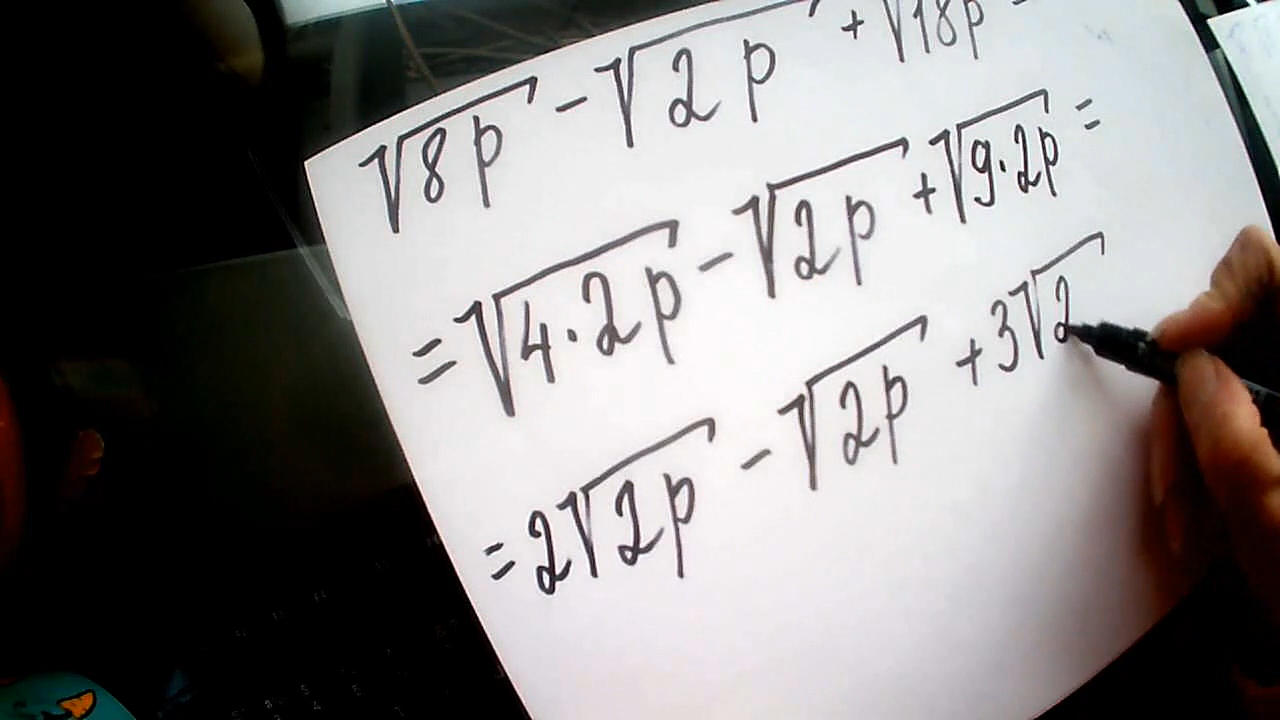 √8p - √2p + √18p =
= √4·2p - √2p + √9·2p =
= 2√2p - √2p + 3√2